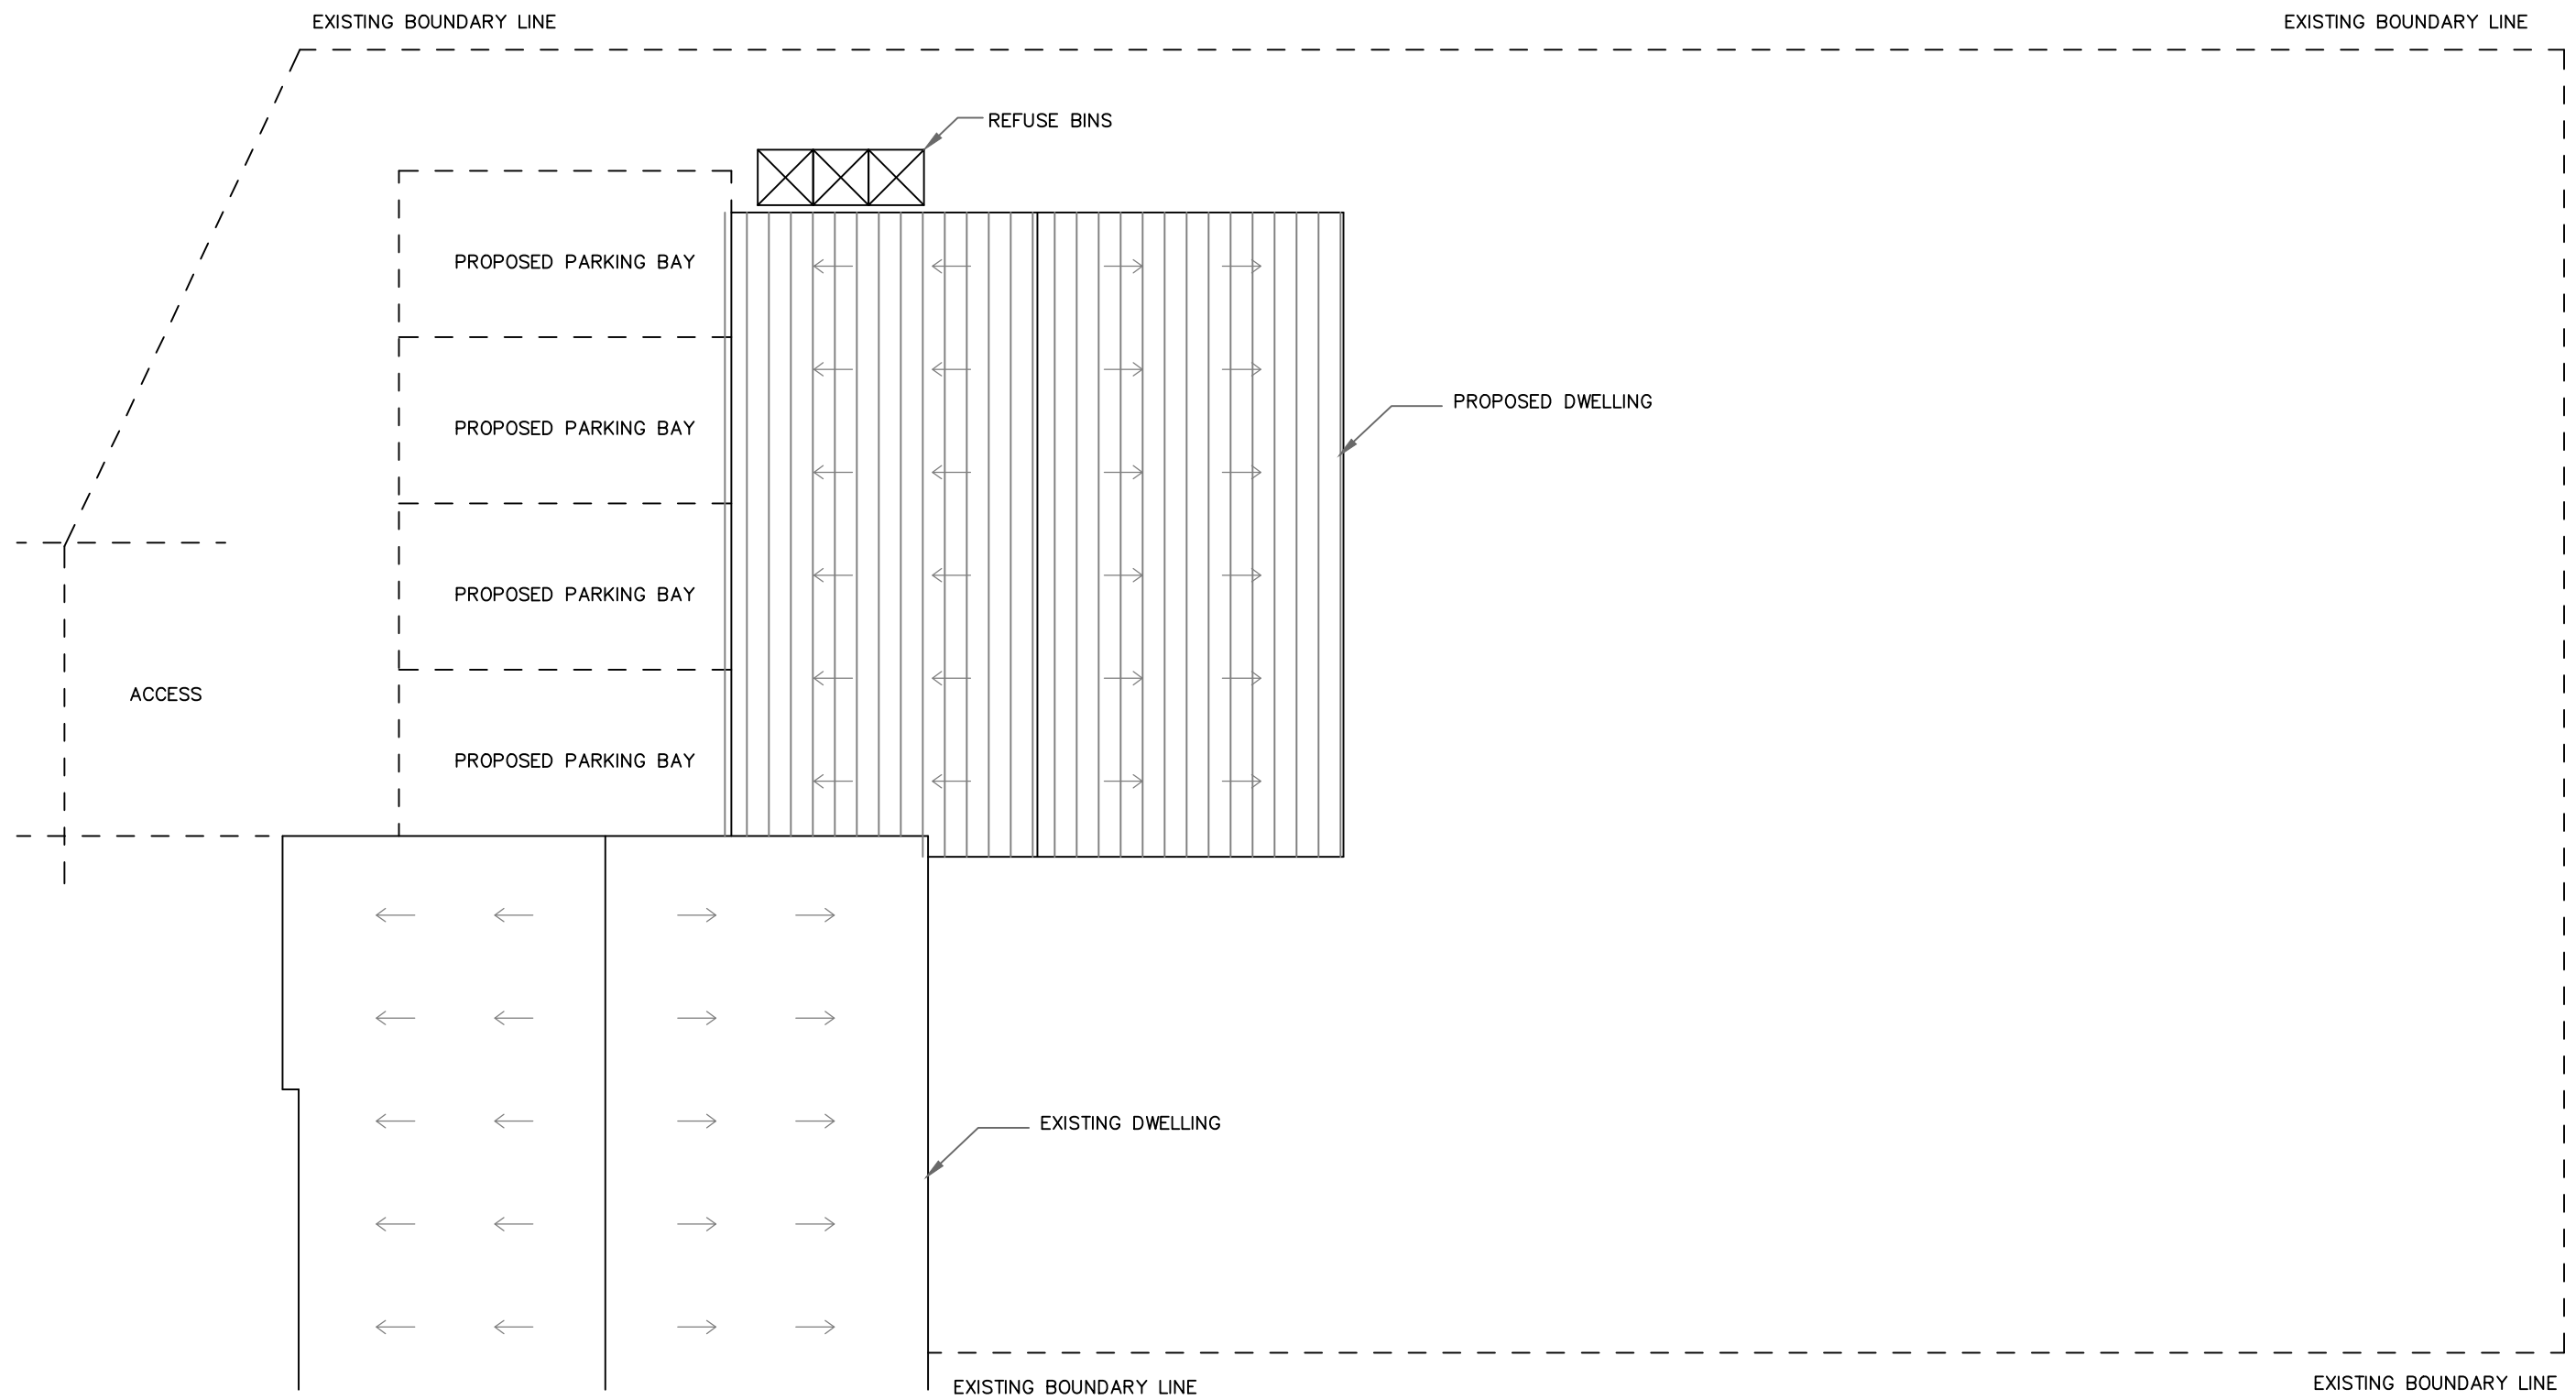 EXISTING BOUNDARY LINE
EXISTING BOUNDARY LINE
REFUSE BINS
PROPOSED PARKING BAY
PROPOSED DWELLING
PROPOSED PARKING BAY
PROPOSED PARKING BAY
ACCESS
PROPOSED PARKING BAY
EXISTING DWELLING
EXISTING BOUNDARY LINE
EXISTING BOUNDARY LINE